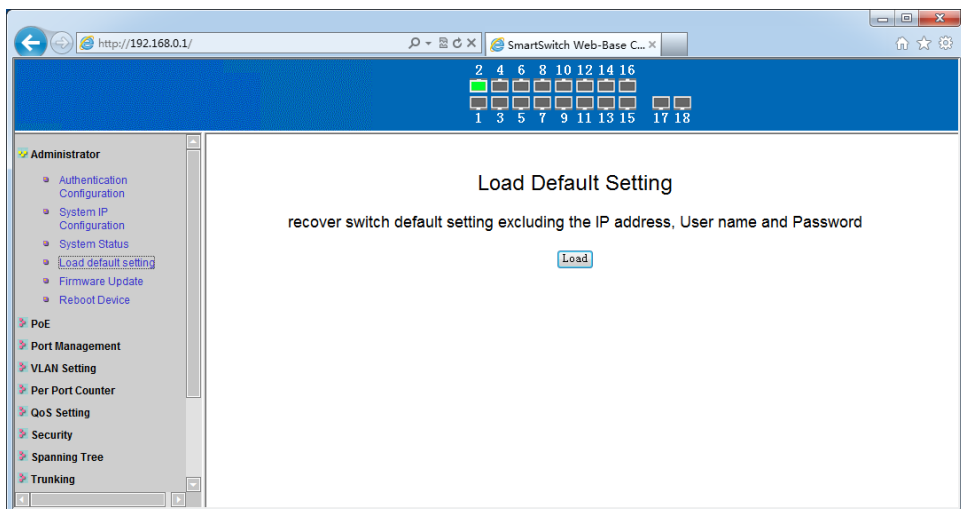 http://192.168.0.1/
SmartSwitch Web-Base C...
2 4 6 8 10 12 14 16
1 3 5 7 9 11 13 15 17 18
Administrator
Authentication
Configuration
System IP
Configuration
System Status
Load default setting
Firmware Update
Reboot Device
PoE
Port Management
VLAN Setting
Per Port Counter
QoS Setting
Security
Spanning Tree
Trunking
Load Default Setting
recover switch default setting excluding the IP address, User name and Password
Load